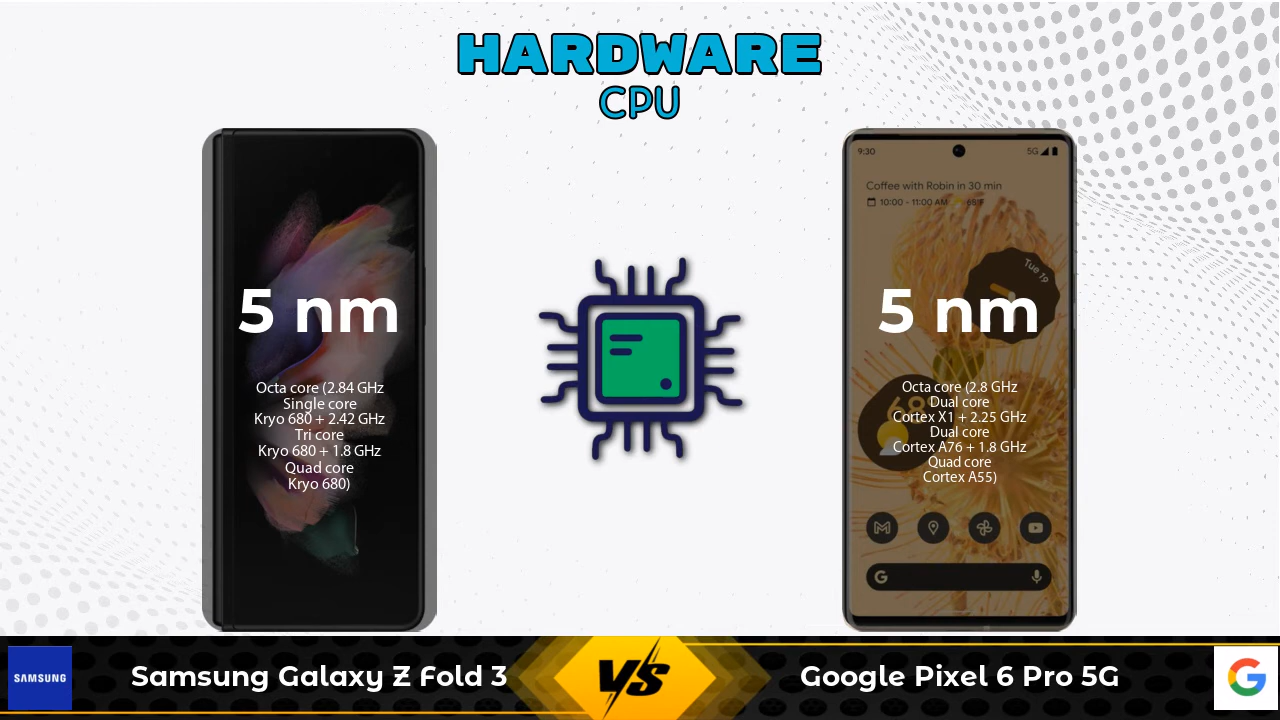 HARDWARE
CPU
5 nm
Octa core (2.84 GHz
Single core
Kryo 680 + 2.42 GHz
Tri core
Kryo 680 + 1.8 GHz
Quad core
Kryo 680)
9:30
5G
Coffee with Robin in 30 min
10:00 - 11:00 AM
68°F
Tue 19
5 nm
Octa core (2.8 GHz
Dual core
Cortex X1 + 2.25 GHz
Dual core
Cortex A76 + 1.8 GHz
Quad core
Cortex A55)
G
SAMSUNG
Samsung Galaxy Z Fold 3
VS
Google Pixel 6 Pro 5G
G